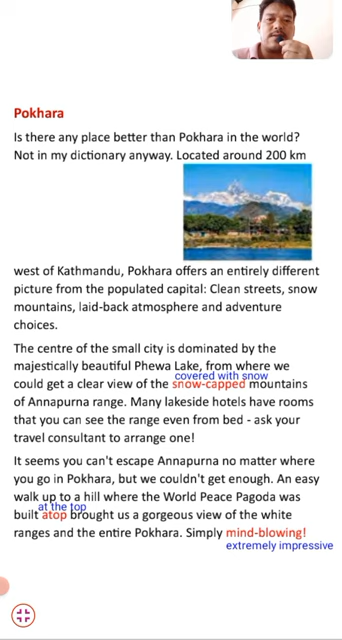 Pokhara
Is there any place better than Pokhara in the world?
Not in my dictionary anyway. Located around 200 km
west of Kathmandu, Pokhara offers an entirely different
picture from the populated capital: Clean streets, snow
mountains, laid-back atmosphere and adventure
choices.
The centre of the small city is dominated by the
majestically beautiful Phewa Lake, from where we
covered with snow
could get a clear view of the snow-capped mountains
of Annapurna range. Many lakeside hotels have rooms
that you can see the range even from bed - ask your
travel consultant to arrange one!
It seems you can't escape Annapurna no matter where
you go in Pokhara, but we couldn't get enough. An easy
walk up to a hill where the World Peace Pagoda was
at the top
built atop brought us a gorgeous view of the white
ranges and the entire Pokhara. Simply mind-blowing!
extremely impressive